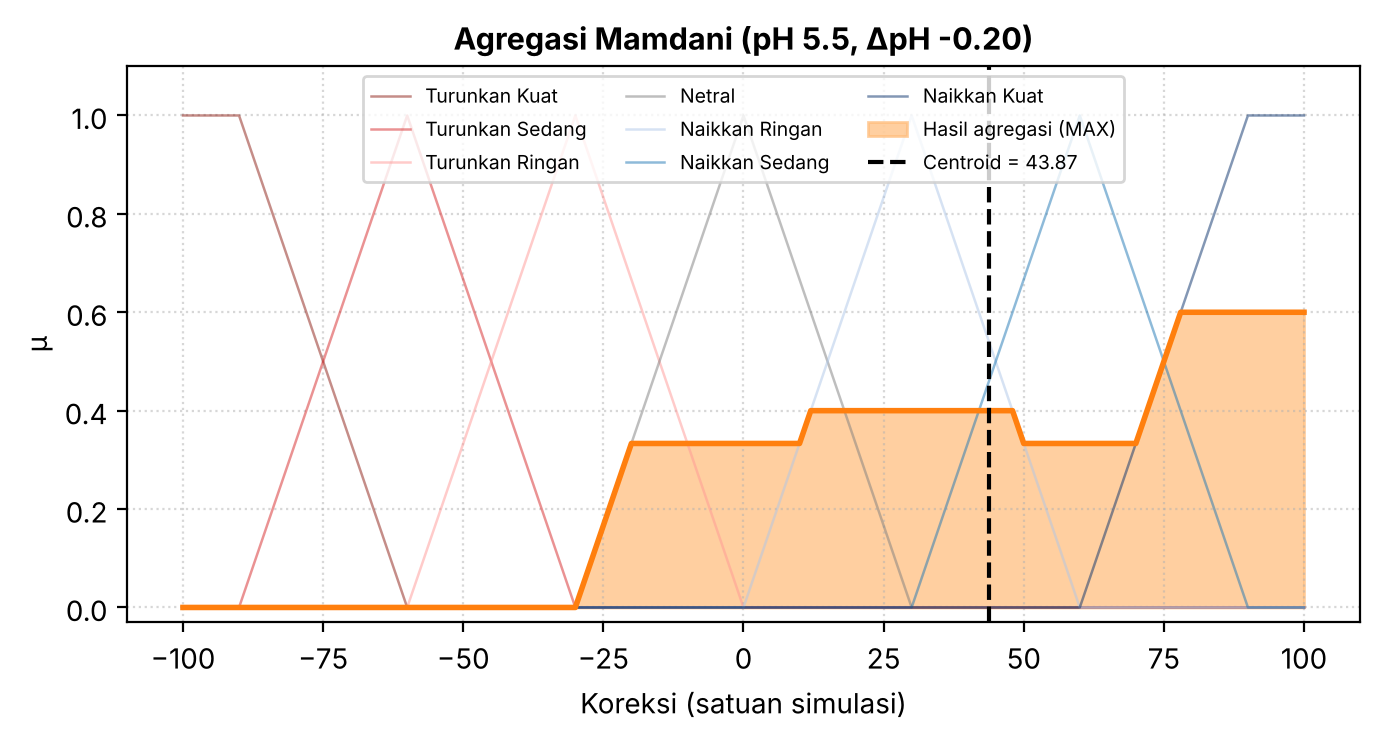 Agregasi Mamdani (pH 5.5, ΔpH -0.20)
Turunkan Kuat
Turunkan Sedang
Turunkan Ringan
Netral
Naikkan Ringan
Naikkan Sedang
Naikkan Kuat
Hasil agregasi (MAX)
Centroid = 43.87
1.0
0.8
0.6
0.4
0.2
0.0
μ
−100 −75 −50 −25 0 25 50 75 100
Koreksi (satuan simulasi)